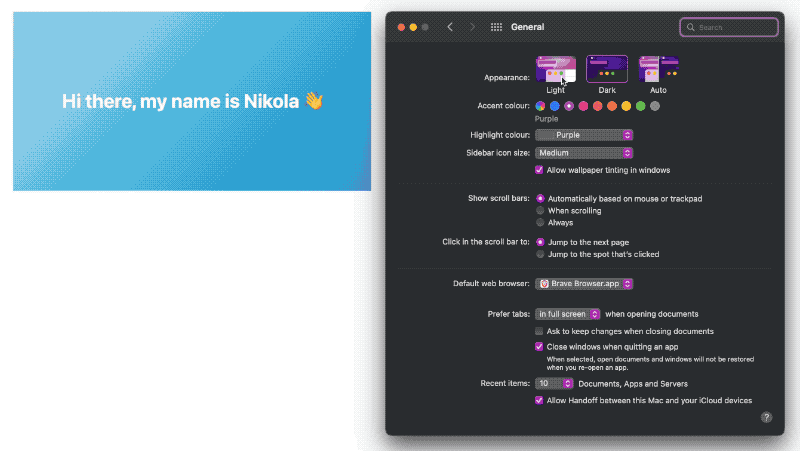 Hi there, my name is Nikola 👋
General
Search
Appearance:
Light Dark Auto
Accent colour:
Purple
Highlight colour: Purple
Sidebar icon size: Medium
Allow wallpaper tinting in windows
Show scroll bars: Automatically based on mouse or trackpad
When scrolling
Always
Click in the scroll bar to: Jump to the next page
Jump to the spot that's clicked
Default web browser: Brave Browser.app
Prefer tabs: in full screen when opening documents
Ask to keep changes when closing documents
Close windows when quitting an app
When selected, open documents and windows will not be restored
when you re-open an app.
Recent items: 10 Documents, Apps and Servers
Allow Handoff between this Mac and your iCloud devices
?